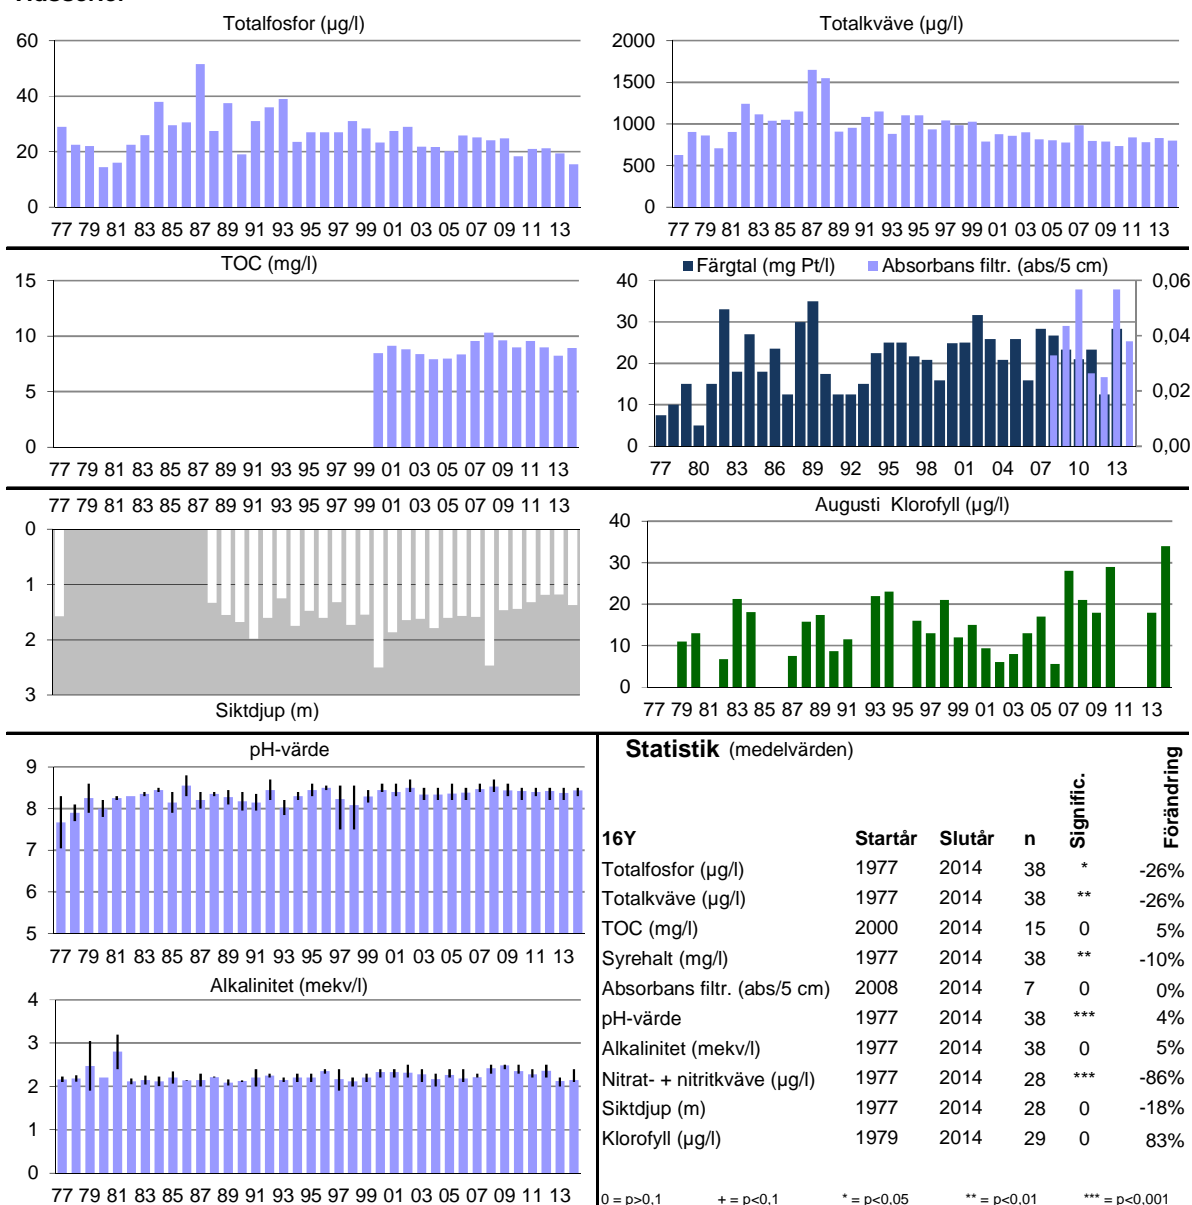 Totalfosfor (µg/l)
60
40
20
0
77 79 81 83 85 87 89 91 93 95 97 99 01 03 05 07 09 11 13
Totalkväve (µg/l)
2000
1500
1000
500
0
77 79 81 83 85 87 89 91 93 95 97 99 01 03 05 07 09 11 13
TOC (mg/l)
15
10
5
0
77 79 81 83 85 87 89 91 93 95 97 99 01 03 05 07 09 11 13
Färgtal (mg Pt/l) Absorbans filtr. (abs/5 cm)
40 0,06
30 0,04
20
10 0,02
0 0,00
77 80 83 86 89 92 95 98 01 04 07 10 13
77 79 81 83 85 87 89 91 93 95 97 99 01 03 05 07 09 11 13
0
1
2
3
Siktdjup (m)
Augusti Klorofyll (µg/l)
40
30
20
10
0
77 79 81 83 85 87 89 91 93 95 97 99 01 03 05 07 09 11 13
pH-värde
9
8
7
6
5
77 79 81 83 85 87 89 91 93 95 97 99 01 03 05 07 09 11 13
Alkalinitet (mekv/l)
4
3
2
1
0
77 79 81 83 85 87 89 91 93 95 97 99 01 03 05 07 09 11 13
Statistik (medelvärden)
16Y Startår Slutår n Signific. Förändring
Totalfosfor (µg/l) 1977 2014 38 * -26%
Totalkväve (µg/l) 1977 2014 38 ** -26%
TOC (mg/l) 2000 2014 15 0 5%
Syrehalt (mg/l) 1977 2014 38 ** -10%
Absorbans filtr. (abs/5 cm) 2008 2014 7 0 0%
pH-värde 1977 2014 38 *** 4%
Alkalinitet (mekv/l) 1977 2014 38 0 5%
Nitrat- + nitritkväve (µg/l) 1977 2014 28 *** -86%
Siktdjup (m) 1977 2014 28 0 -18%
Klorofyll (µg/l) 1979 2014 29 0 83%
0 = p>0,1 + = p<0,1 * = p<0,05 ** = p<0,01 *** = p<0,001